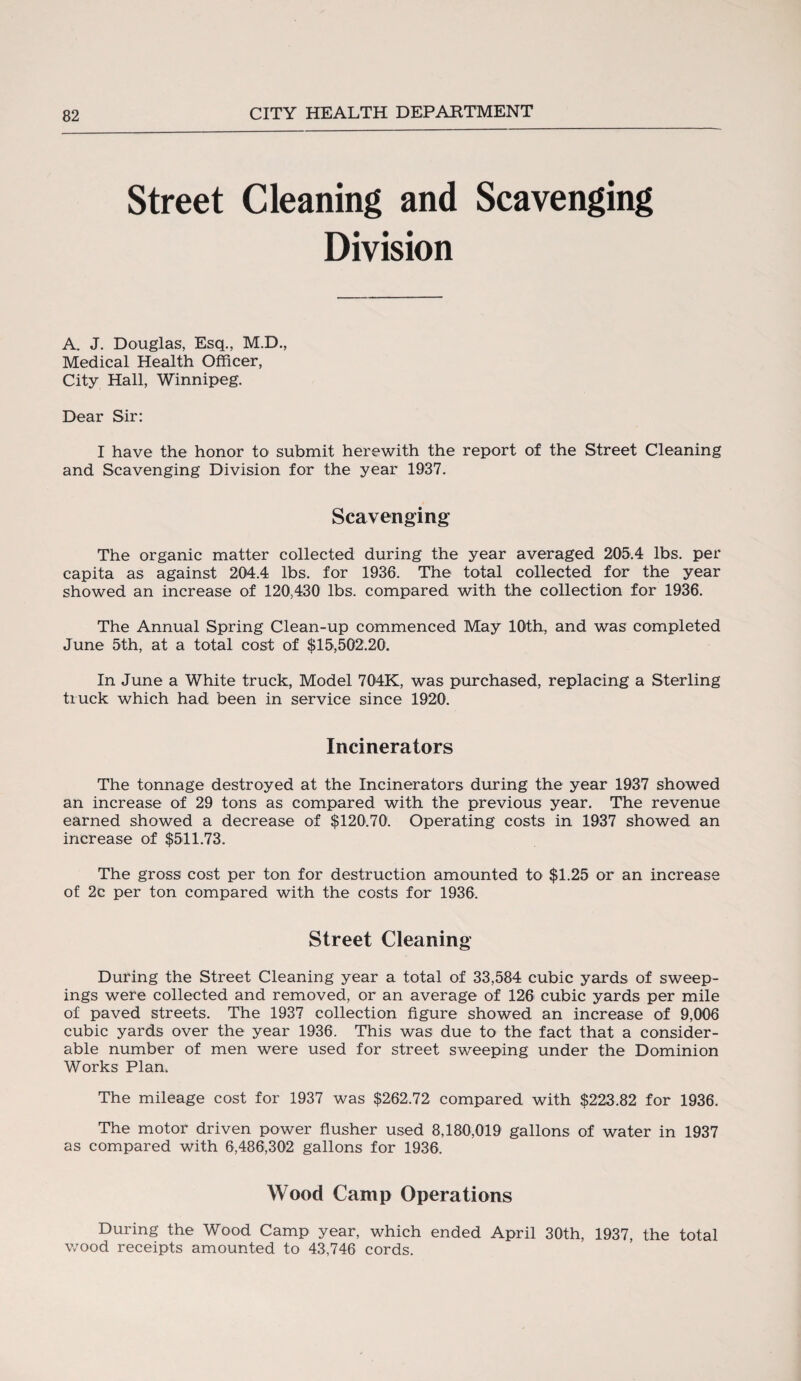 82
CITY HEALTH DEPARTMENT
Street Cleaning and Scavenging
Division
A. J. Douglas, Esq., M.D.,
Medical Health Officer,
City Hall, Winnipeg.
Dear Sir:
I have the honor to submit herewith the report of the Street Cleaning
and Scavenging Division for the year 1937.
Scavenging
The organic matter collected during the year averaged 205.4 lbs. per
capita as against 204.4 lbs. for 1936. The total collected for the year
showed an increase of 120,430 lbs. compared with the collection for 1936.
The Annual Spring Clean-up commenced May 10th, and was completed
June 5th, at a total cost of $15,502.20.
In June a White truck, Model 704K, was purchased, replacing a Sterling
truck which had been in service since 1920.
Incinerators
The tonnage destroyed at the Incinerators during the year 1937 showed
an increase of 29 tons as compared with the previous year. The revenue
earned showed a decrease of $120.70. Operating costs in 1937 showed an
increase of $511.73.
The gross cost per ton for destruction amounted to $1.25 or an increase
of 2c per ton compared with the costs for 1936.
Street Cleaning
During the Street Cleaning year a total of 33,584 cubic yards of sweep-
ings were collected and removed, or an average of 126 cubic yards per mile
of paved streets. The 1937 collection figure showed an increase of 9,006
cubic yards over the year 1936. This was due to the fact that a consider-
able number of men were used for street sweeping under the Dominion
Works Plan.
The mileage cost for 1937 was $262.72 compared with $223.82 for 1936.
The motor driven power flusher used 8,180,019 gallons of water in 1937
as compared with 6,486,302 gallons for 1936.
Wood Camp Operations
During the Wood Camp year, which ended April 30th, 1937, the total
wood receipts amounted to 43,746 cords.